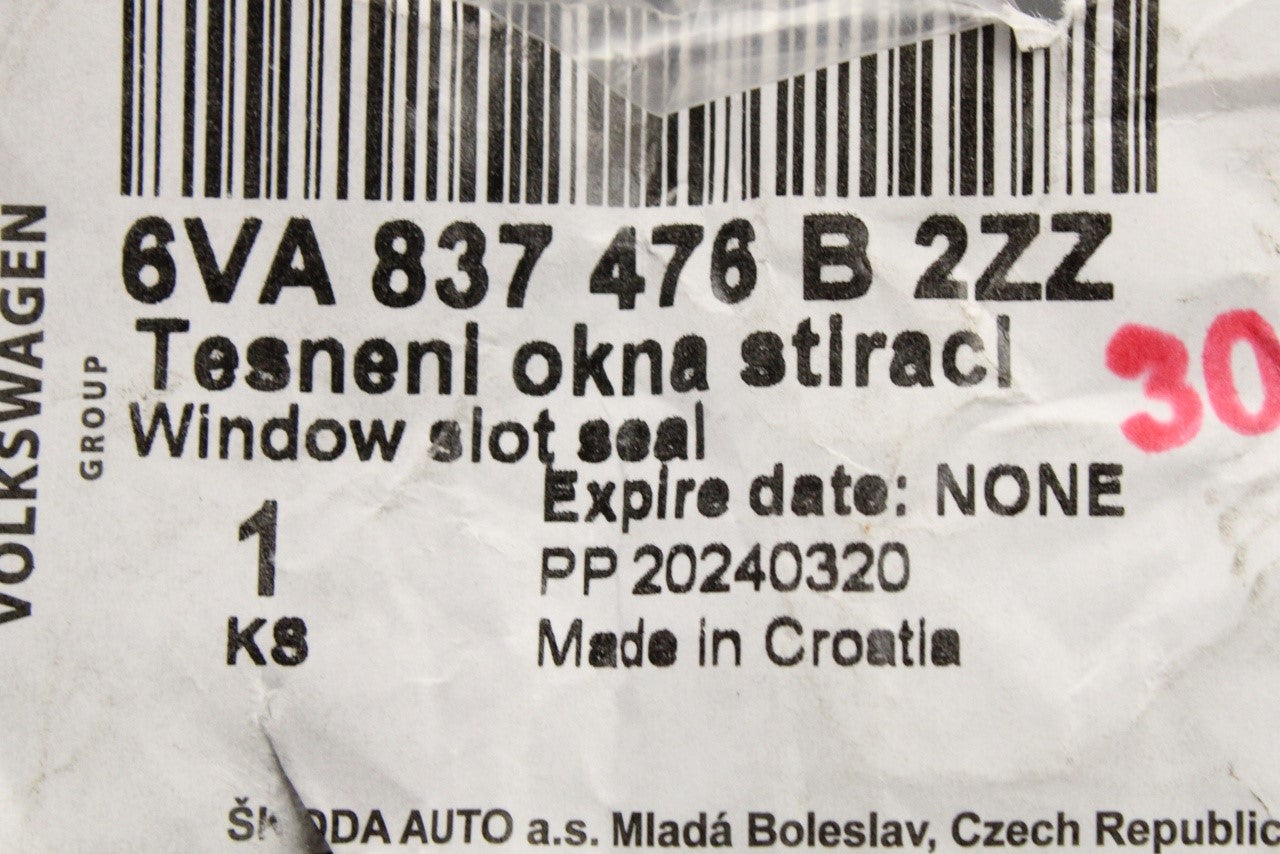 6VA 837 476 B 2ZZ
Tesneni okna stiraci
Window slot seal
Expire date: NONE
1
PP 20240320
KS
Made in Croatia
ŠKODA AUTO a.s. Mladá Boleslav, Czech Republic
VOLKSWAGEN
GROUP
30